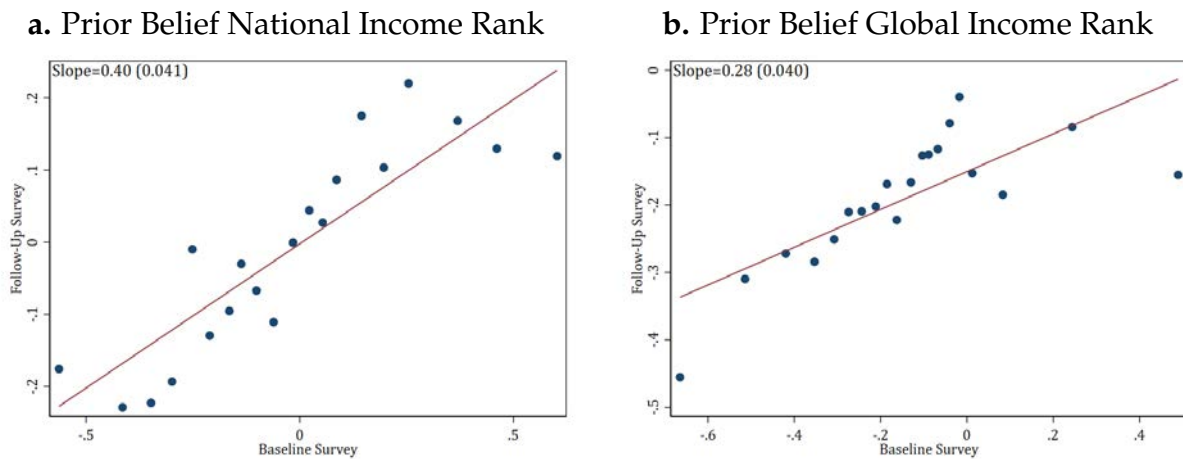 a. Prior Belief National Income Rank
Slope=0.40 (0.041)
Follow-Up Survey
.2
.1
0
-.1
-.2
-.5
0
.5
Baseline Survey
b. Prior Belief Global Income Rank
Slope=0.28 (0.040)
Follow-Up Survey
0
-.1
-.2
-.3
-.4
-.5
-.6
-.4
-.2
0
.2
.4
Baseline Survey